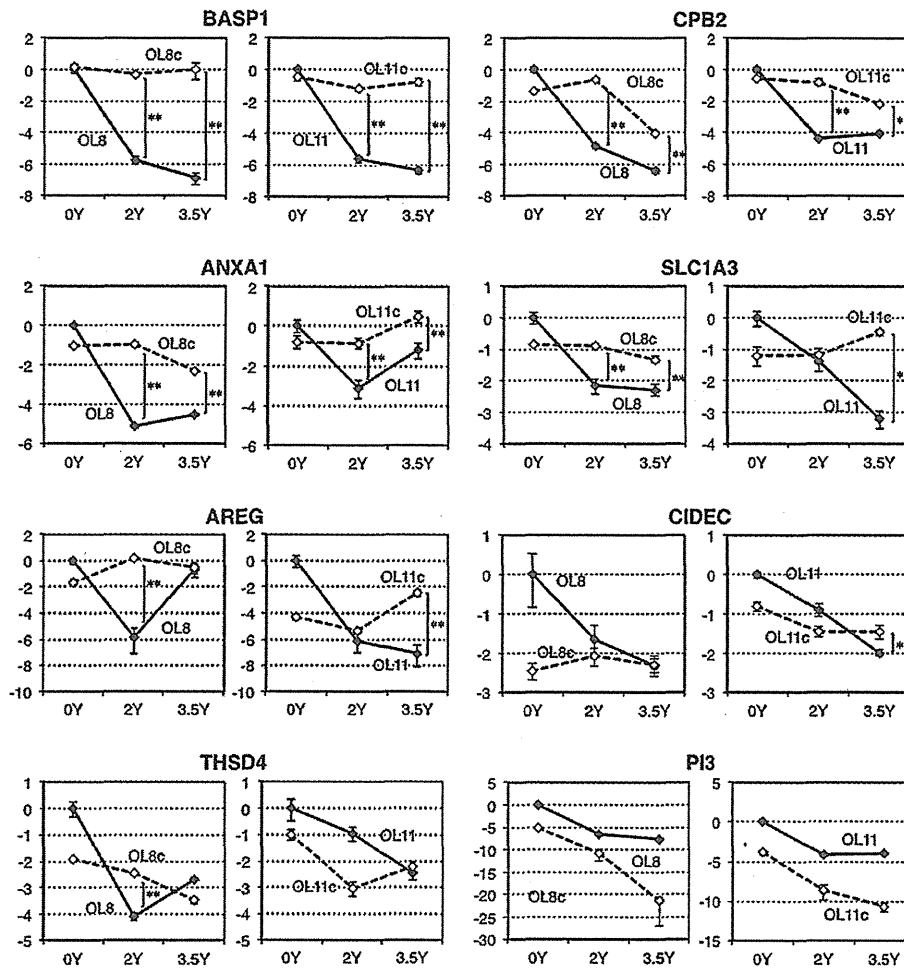 BASP1
CPB2
2 0 -2 -4 -6 -8
OL8c
OL8
**
**
0Y 2Y 3.5Y
2 0 -2 -4 -6 -8
OL11c
OL11
**
**
0Y 2Y 3.5Y
2 0 -2 -4 -6 -8
OL8c
OL8
**
**
0Y 2Y 3.5Y
2 0 -2 -4 -6 -8
OL11c
OL11
**
*
0Y 2Y 3.5Y
ANXA1
SLC1A3
2 0 -2 -4 -6
OL8c
OL8
**
**
0Y 2Y 3.5Y
2 0 -2 -4 -6
OL11c
OL11
**
**
0Y 2Y 3.5Y
1 0 -1 -2 -3 -4
OL8c
OL8
**
**
0Y 2Y 3.5Y
1 0 -1 -2 -3 -4
OL11c
OL11
*
0Y 2Y 3.5Y
AREG
CIDEC
2 0 -2 -4 -6 -8 -10
OL8c
OL8
**
0Y 2Y 3.5Y
2 0 -2 -4 -6 -8 -10
OL11c
OL11
**
0Y 2Y 3.5Y
1 0 -1 -2 -3
OL8
OL8c
0Y 2Y 3.5Y
1 0 -1 -2 -3
OL11
OL11c
*
0Y 2Y 3.5Y
THSD4
PI3
1 0 -1 -2 -3 -4 -5
OL8c
OL8
**
0Y 2Y 3.5Y
1 0 -1 -2 -3 -4 -5
OL11
OL11c
0Y 2Y 3.5Y
5 0 -5 -10 -15 -20 -25 -30
OL8
OL8c
0Y 2Y 3.5Y
5 0 -5 -10 -15
OL11
OL11c
0Y 2Y 3.5Y